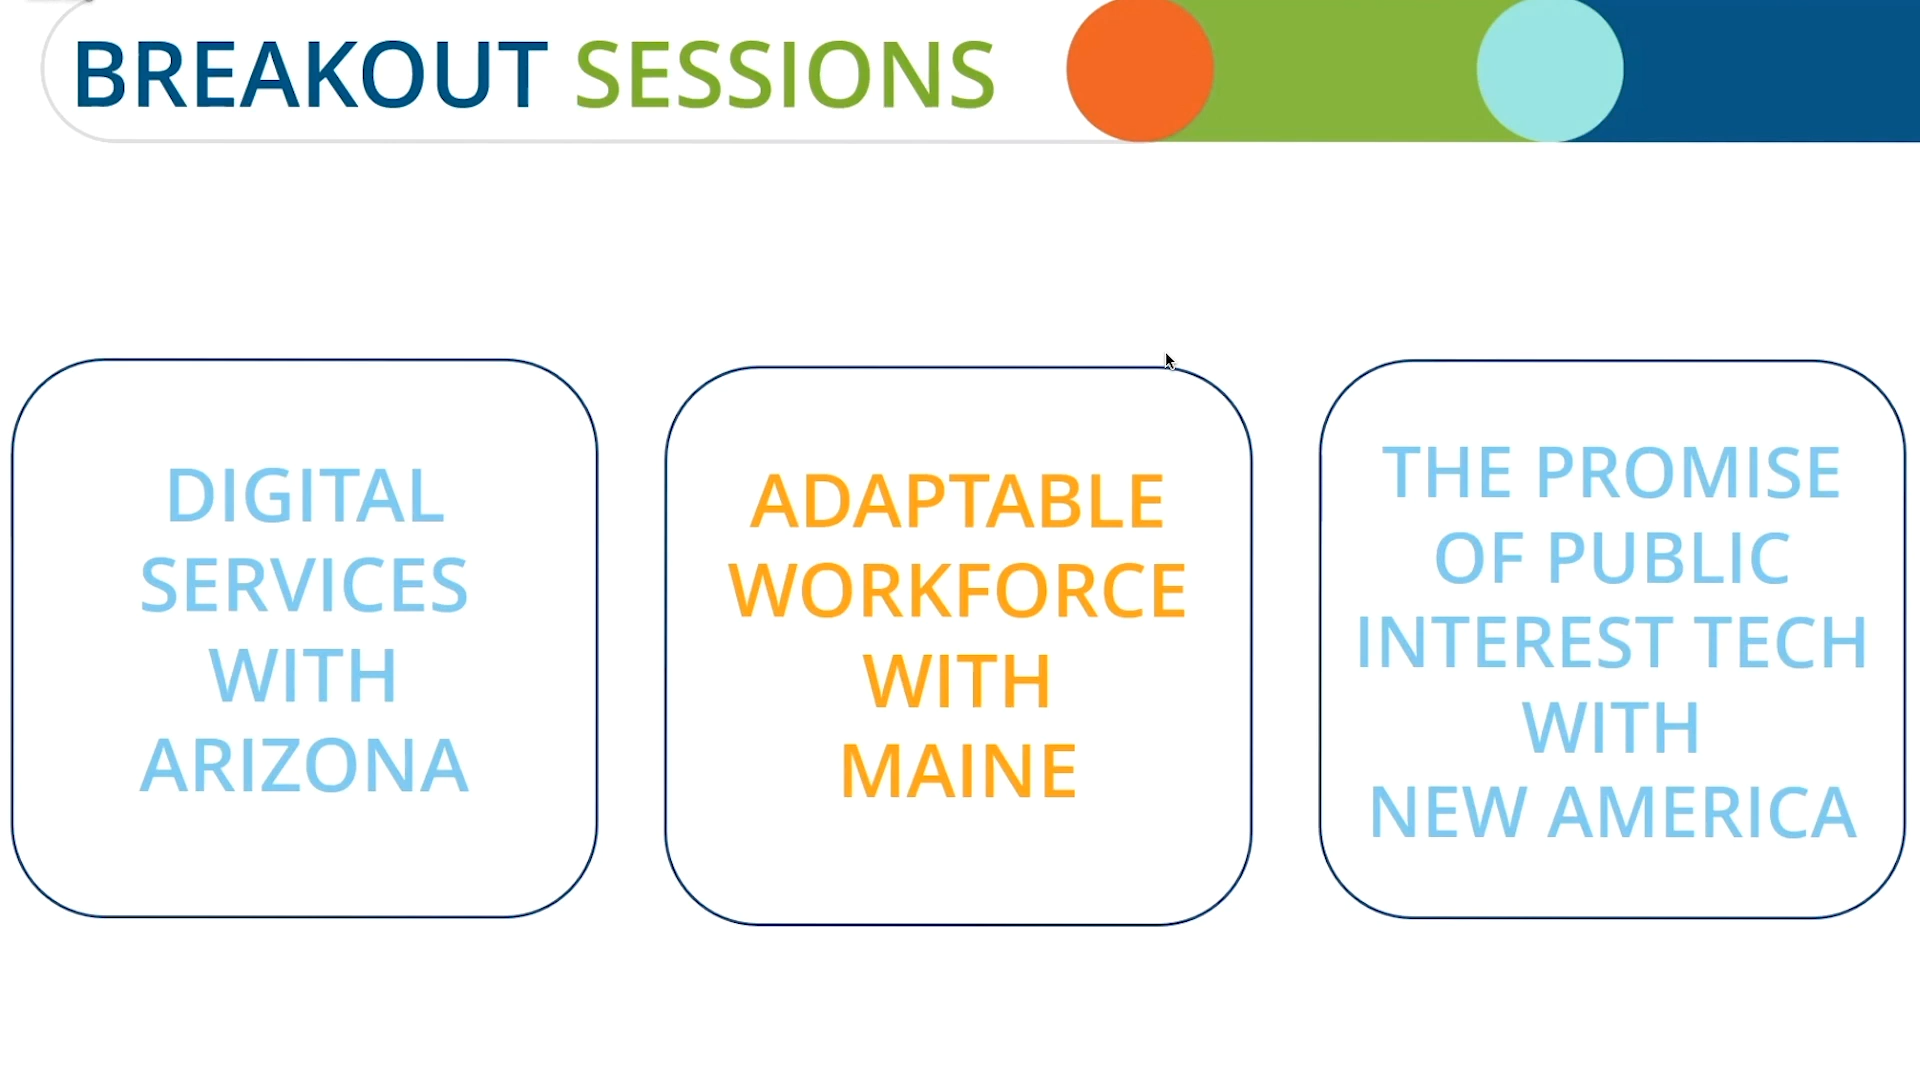 BREAKOUT SESSIONS
DIGITAL
SERVICES
WITH
ARIZONA
ADAPTABLE
WORKFORCE
WITH
MAINE
THE PROMISE
OF PUBLIC
INTEREST TECH
WITH
NEW AMERICA